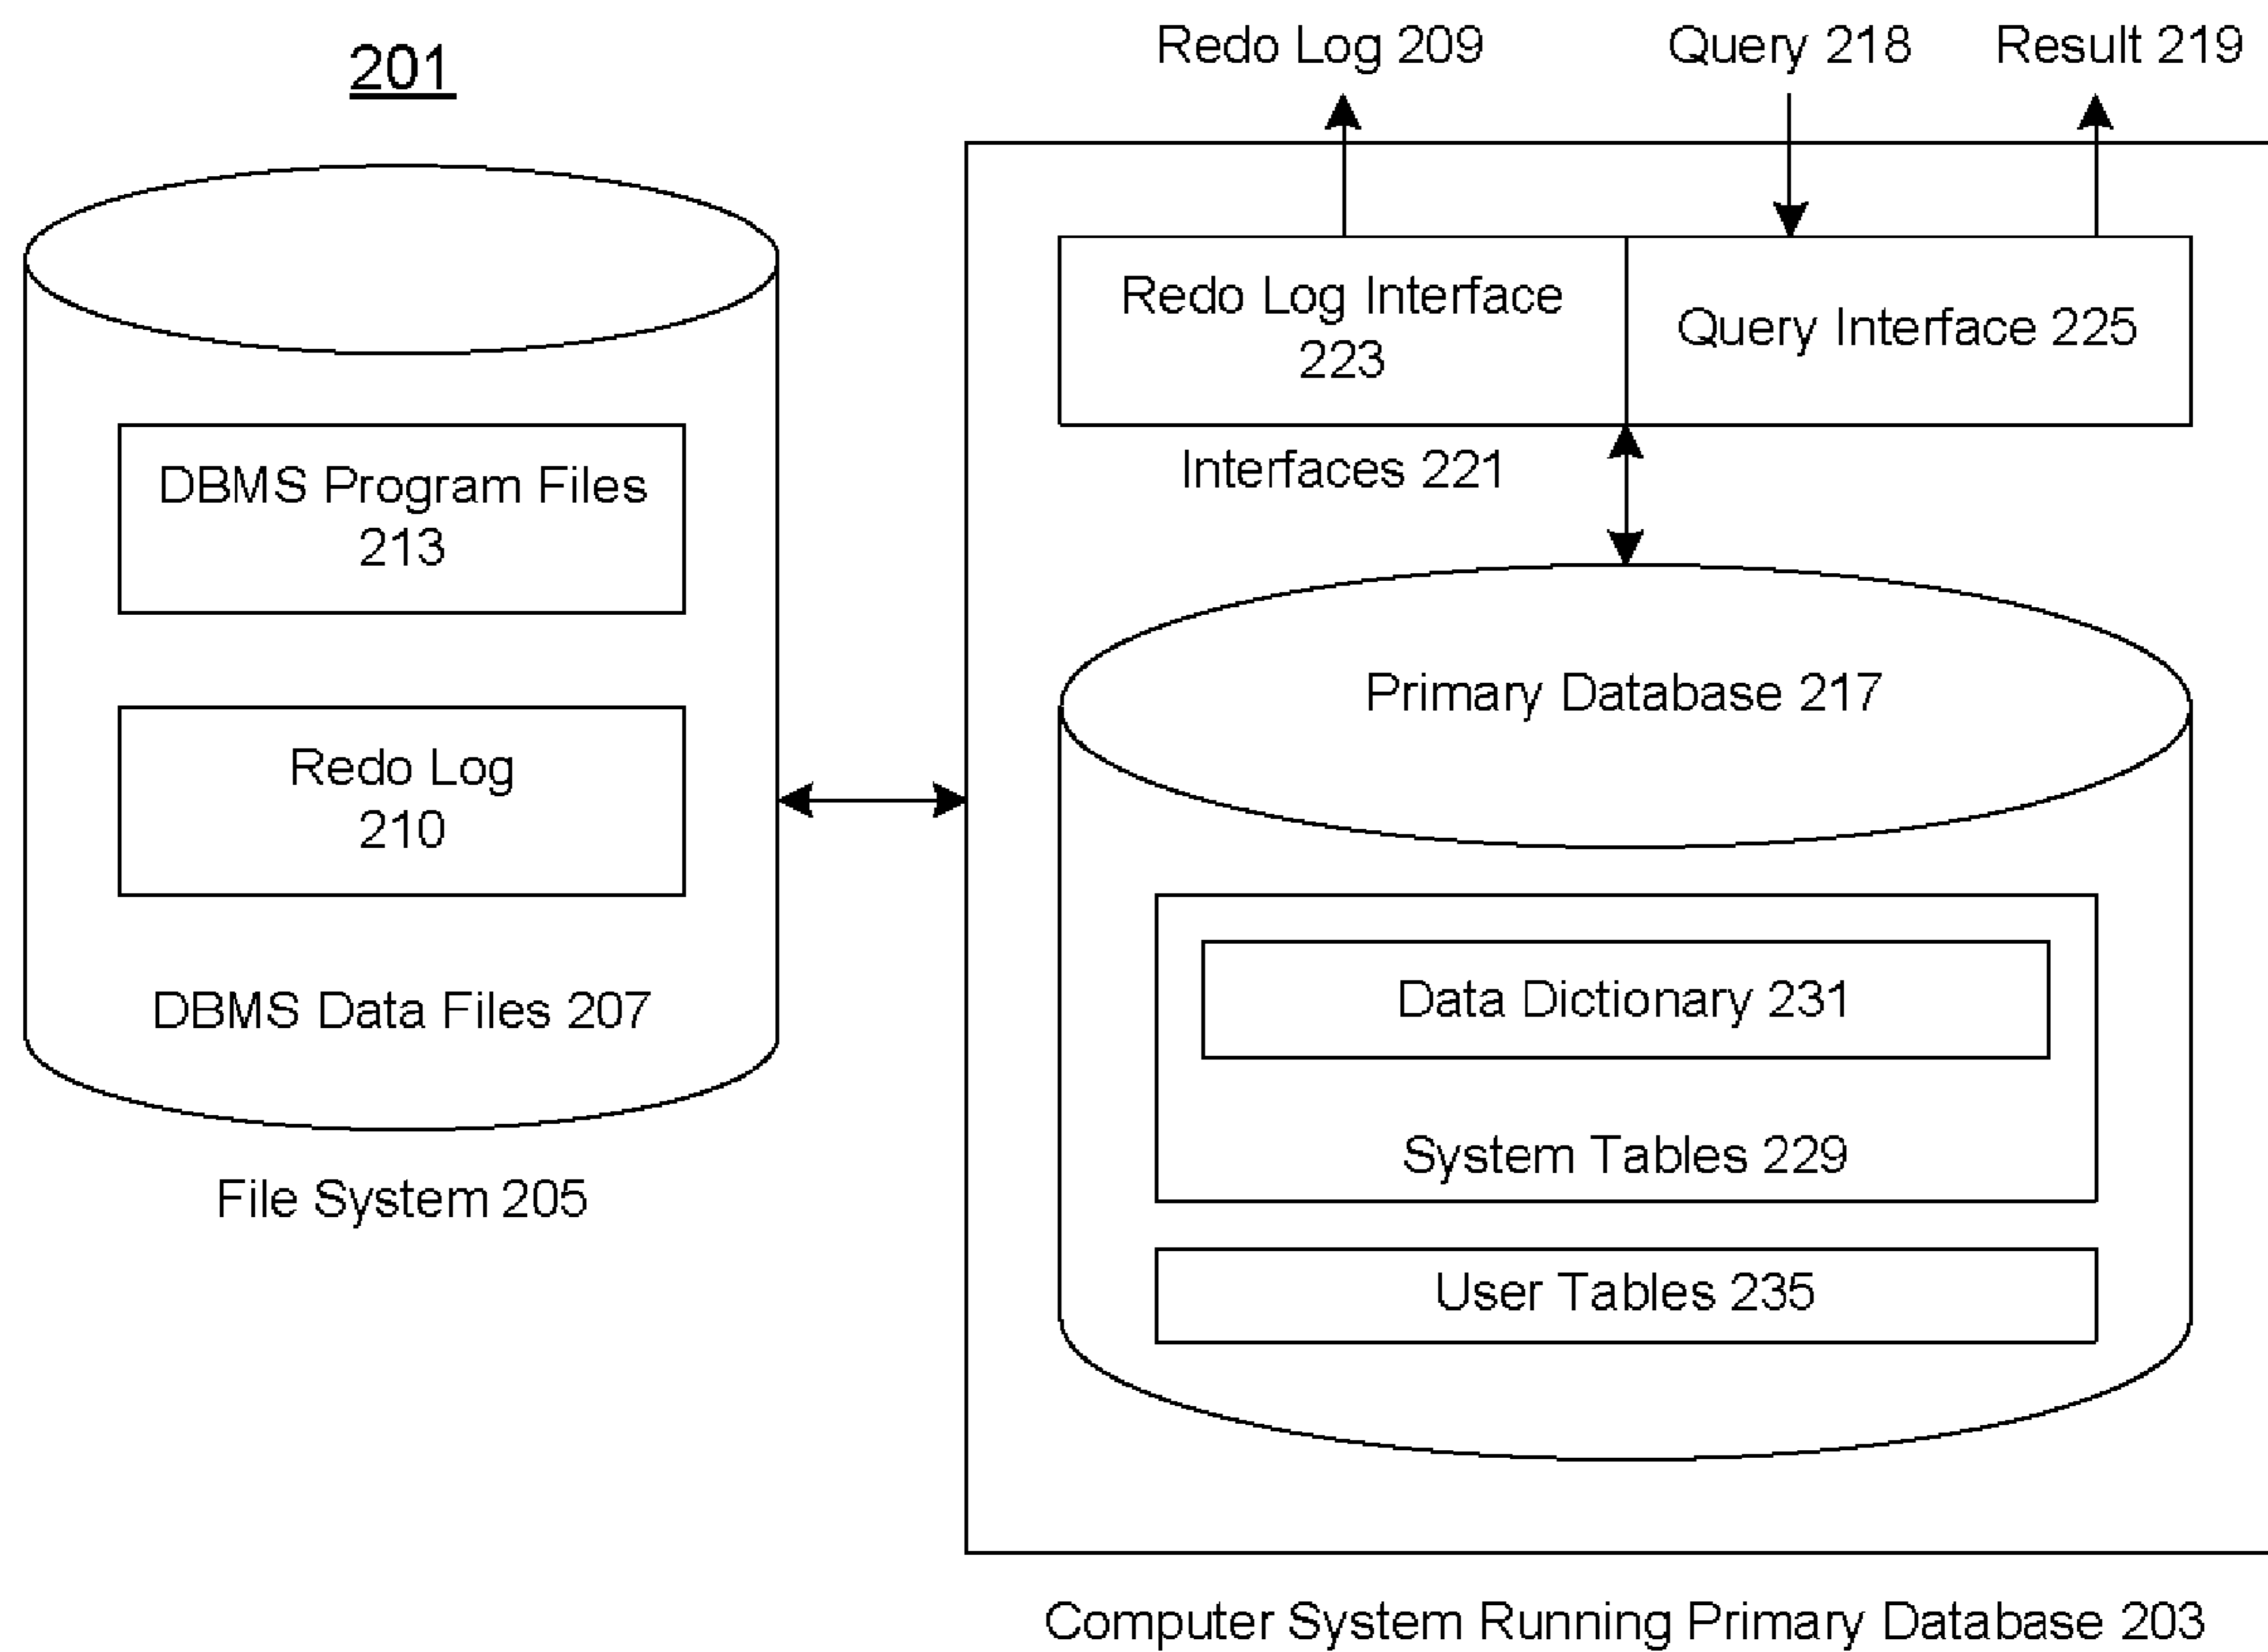 201
Redo Log 209
Query 218
Result 219
Redo Log Interface
223
Query Interface 225
Interfaces 221
DBMS Program Files
213
Redo Log
210
DBMS Data Files 207
File System 205
Primary Database 217
Data Dictionary 231
System Tables 229
User Tables 235
Computer System Running Primary Database 203